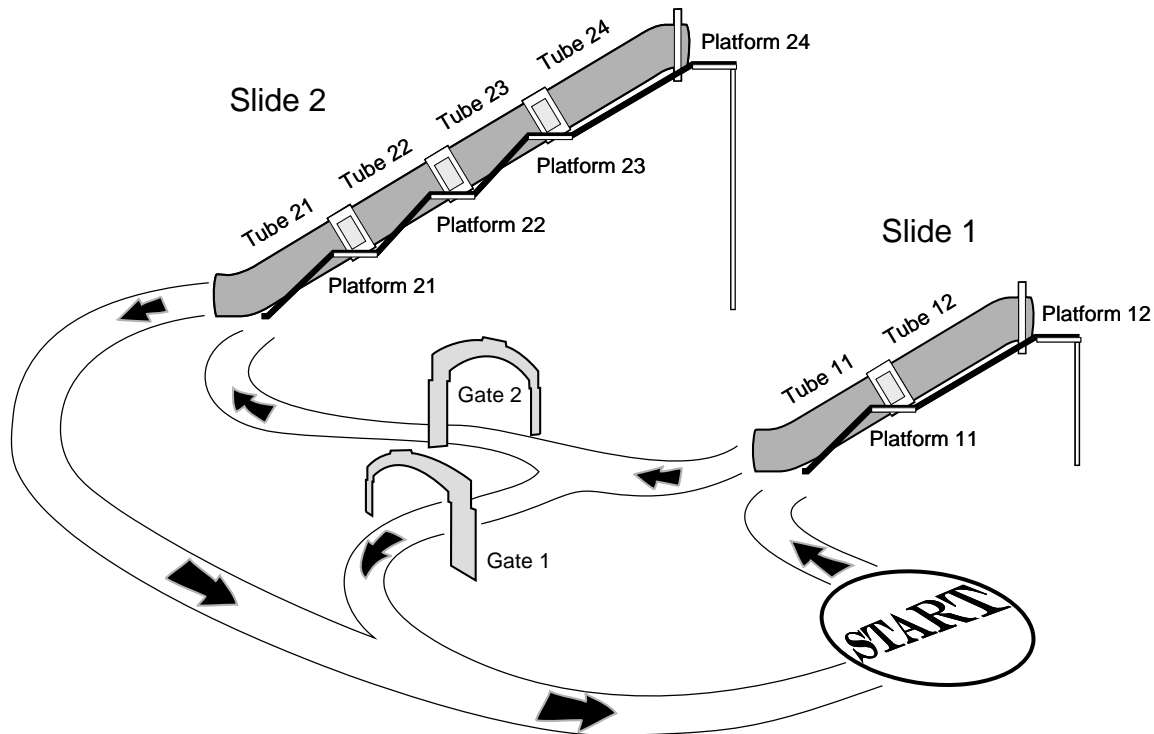 Tube 24
Platform 24
Slide 2
Tube 23
Platform 23
Tube 22
Platform 22
Tube 21
Platform 21
Slide 1
Tube 12
Platform 12
Tube 11
Platform 11
Gate 2
Gate 1
START